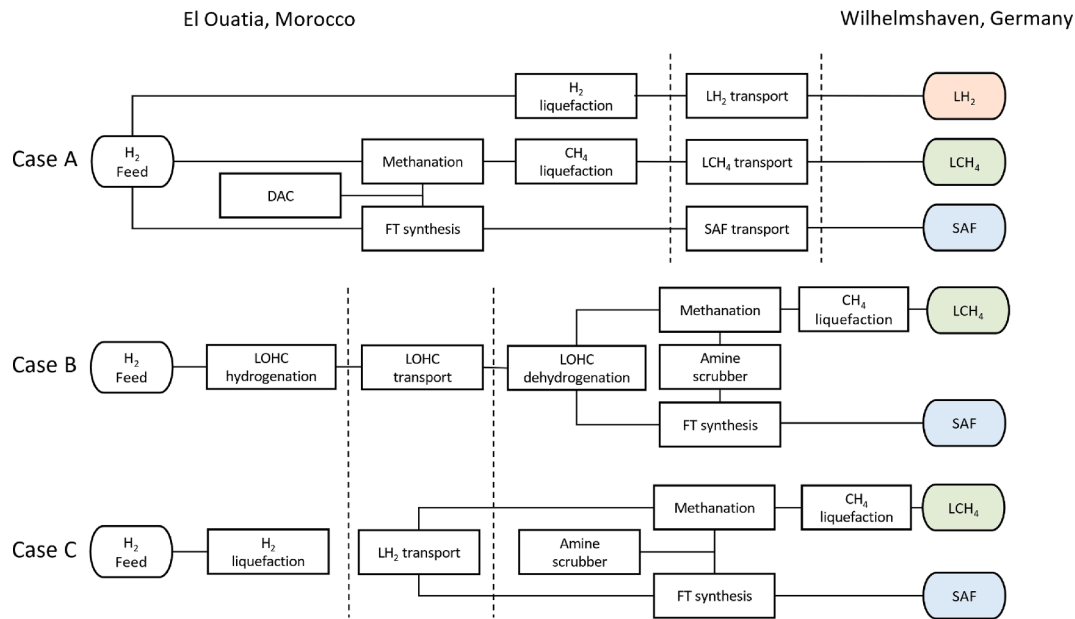 El Ouatia, Morocco
Wilhelmshaven, Germany
Case A
H₂
Feed
H₂
liquefaction
LH₂ transport
LH₂
Methanation
CH₄
liquefaction
LCH₄ transport
LCH₄
DAC
FT synthesis
SAF transport
SAF
Case B
H₂
Feed
LOHC
hydrogenation
LOHC
transport
LOHC
dehydrogenation
Methanation
CH₄
liquefaction
LCH₄
Amine
scrubber
FT synthesis
SAF
Case C
H₂
Feed
H₂
liquefaction
LH₂ transport
Methanation
CH₄
liquefaction
LCH₄
Amine
scrubber
FT synthesis
SAF